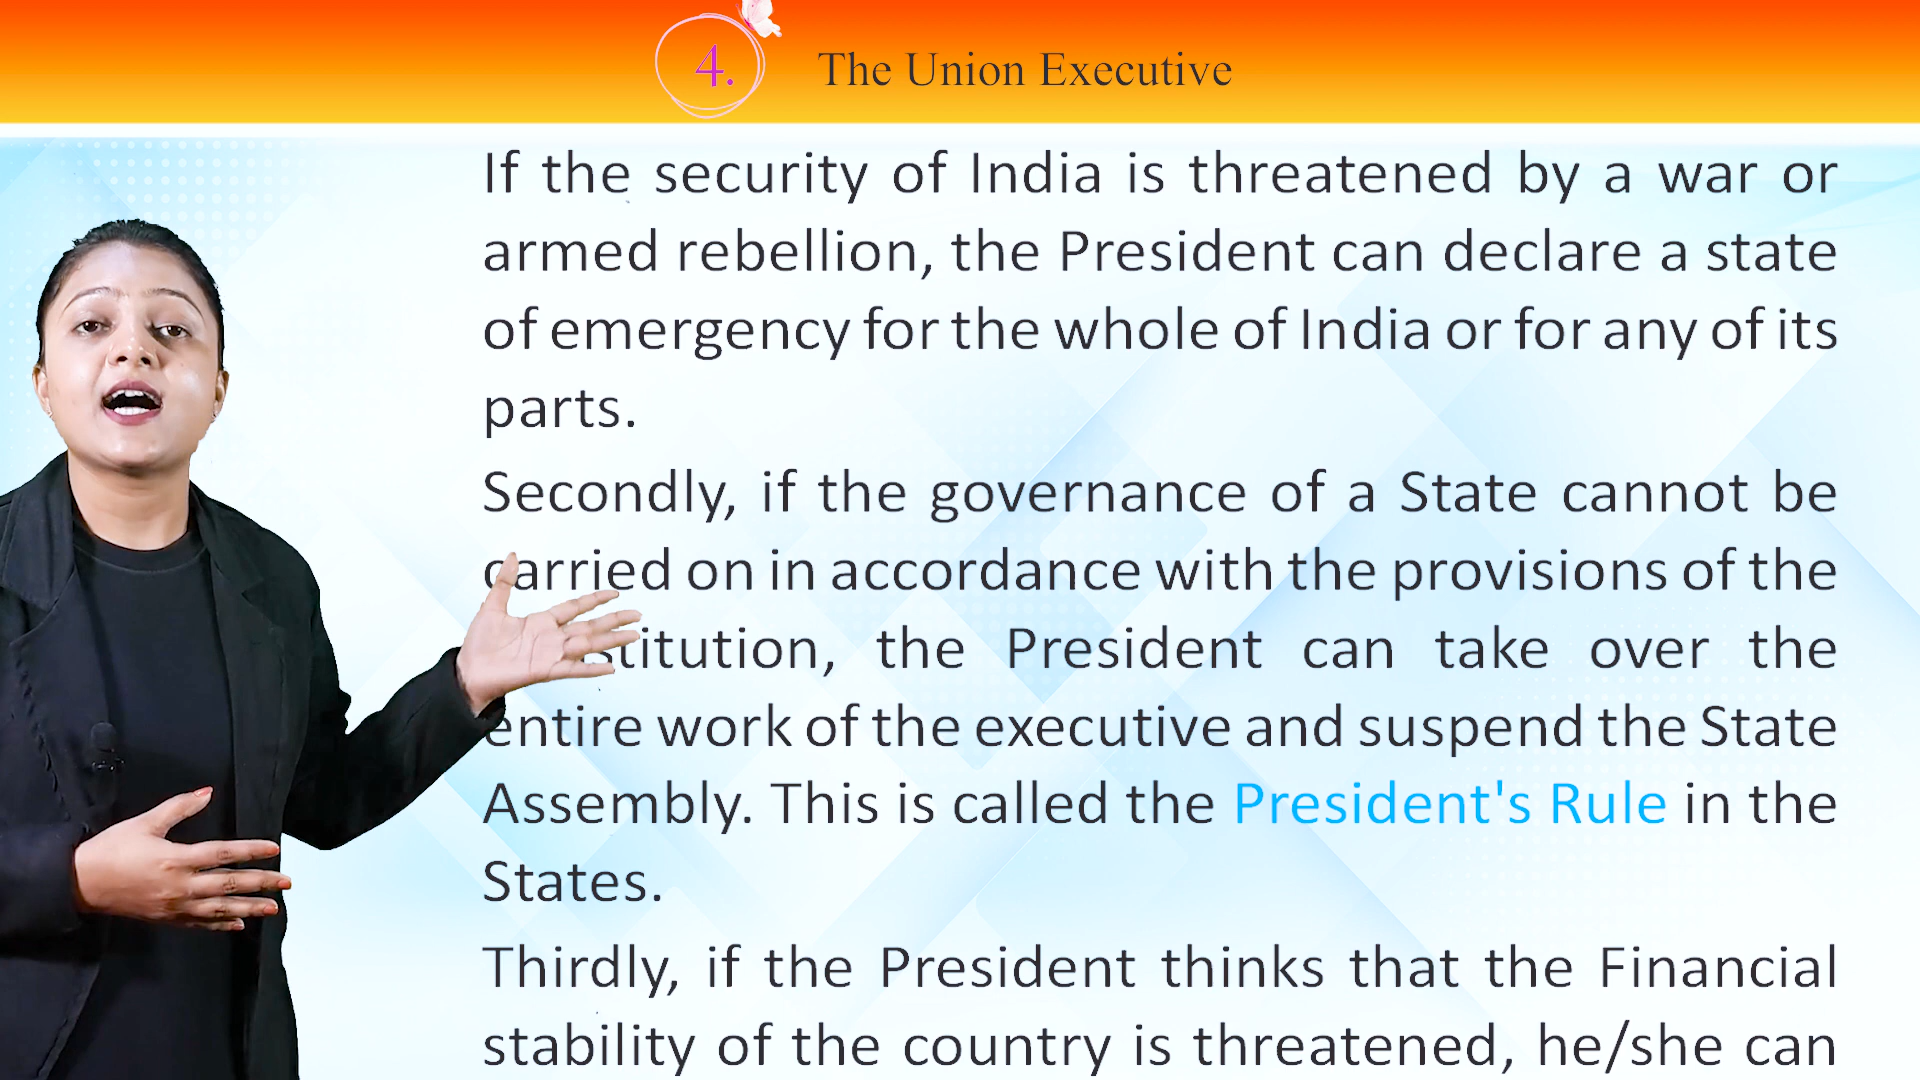 4. The Union Executive
If the security of India is threatened by a war or
armed rebellion, the President can declare a state
of emergency for the whole of India or for any of its
parts.
Secondly, if the governance of a State cannot be
carried on in accordance with the provisions of the
the President can take over the
entire work of the executive and suspend the State
Assembly. This is called the President's Rule in the
States.
Thirdly, if the President thinks that the Financial
stability of the country is threatened, he/she can